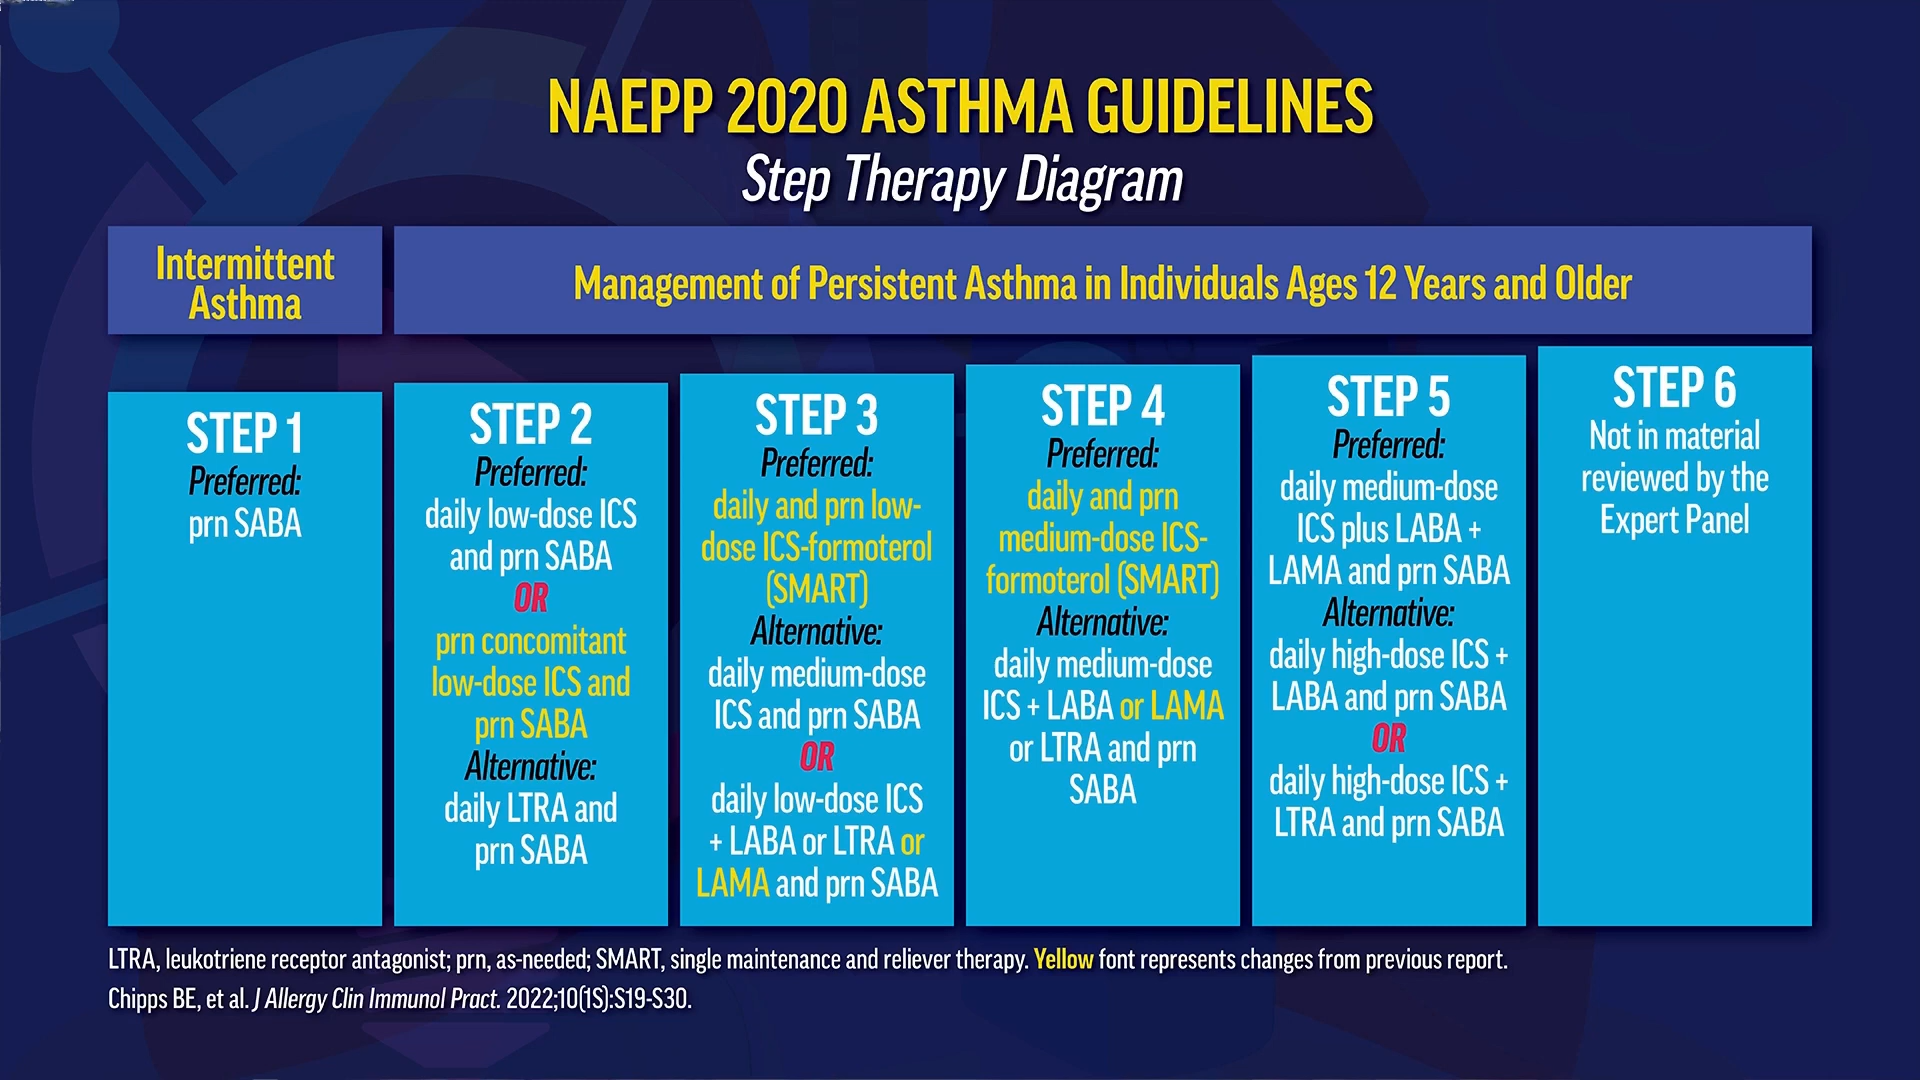 NAEPP 2020 ASTHMA GUIDELINES
Step Therapy Diagram
Intermittent
Asthma
Management of Persistent Asthma in Individuals Ages 12 Years and Older
STEP 1
Preferred:
prn SABA
STEP 2
Preferred:
daily low-dose ICS
and prn SABA
OR
prn concomitant
low-dose ICS and
prn SABA
Alternative:
daily LTRA and
prn SABA
STEP 3
Preferred:
daily and prn low-
dose ICS-formoterol
(SMART)
Alternative:
daily medium-dose
ICS and prn SABA
OR
daily low-dose ICS
+ LABA or LTRA or
LAMA and prn SABA
STEP 4
Preferred:
daily and prn
medium-dose ICS-
formoterol (SMART)
Alternative:
daily medium-dose
ICS + LABA or LAMA
or LTRA and prn
SABA
STEP 5
Preferred:
daily medium-dose
ICS plus LABA +
LAMA and prn SABA
Alternative:
daily high-dose ICS +
LABA and prn SABA
OR
daily high-dose ICS +
LTRA and prn SABA
STEP 6
Not in material
reviewed by the
Expert Panel
LTRA, leukotriene receptor antagonist; prn, as-needed; SMART, single maintenance and reliever therapy. Yellow font represents changes from previous report.
Chipps BE, et al. J Allergy Clin Immunol Pract. 2022;10(1S):S19-S30.